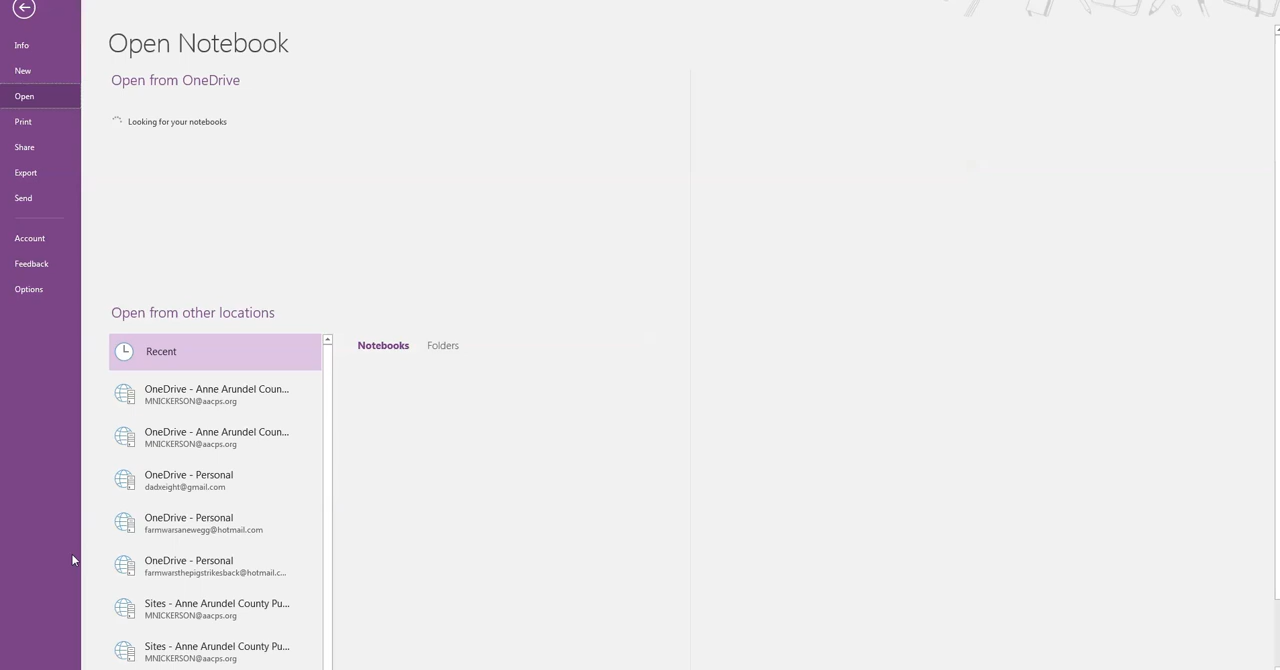 Open Notebook
Open from OneDrive
Looking for your notebooks
Info
New
Open
Print
Share
Export
Send
Account
Feedback
Options
Open from other locations
Recent
Notebooks Folders
OneDrive - Anne Arundel Coun...
MNICKERSON@aacps.org
OneDrive - Anne Arundel Coun...
MNICKERSON@aacps.org
OneDrive - Personal
dadxeight@gmail.com
OneDrive - Personal
farmwarsanewegg@hotmail.com
OneDrive - Personal
farmwarsthepigstrikesback@hotmail.c...
Sites - Anne Arundel County Pu...
MNICKERSON@aacps.org
Sites - Anne Arundel County Pu...
MNICKERSON@aacps.org